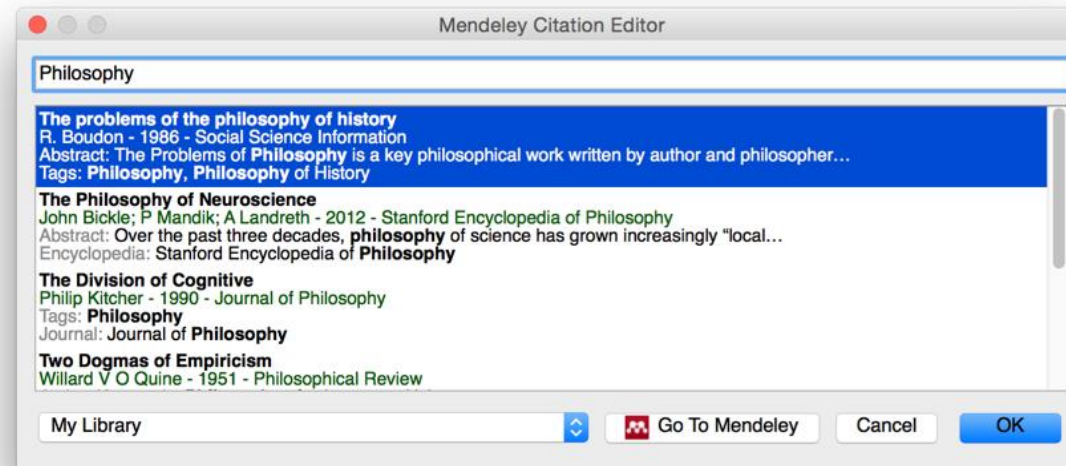 Mendeley Citation Editor
Philosophy
The problems of the philosophy of history
R. Boudon - 1986 - Social Science Information
Abstract: The Problems of Philosophy is a key philosophical work written by author and philosopher…
Tags: Philosophy, Philosophy of History
The Philosophy of Neuroscience
John Bickle; P Mandik; A Landreth - 2012 - Stanford Encyclopedia of Philosophy
Abstract: Over the past three decades, philosophy of science has grown increasingly “local…
Encyclopedia: Stanford Encyclopedia of Philosophy
The Division of Cognitive
Philip Kitcher - 1990 - Journal of Philosophy
Tags: Philosophy
Journal: Journal of Philosophy
Two Dogmas of Empiricism
Willard V O Quine - 1951 - Philosophical Review
My Library
Go To Mendeley
Cancel
OK